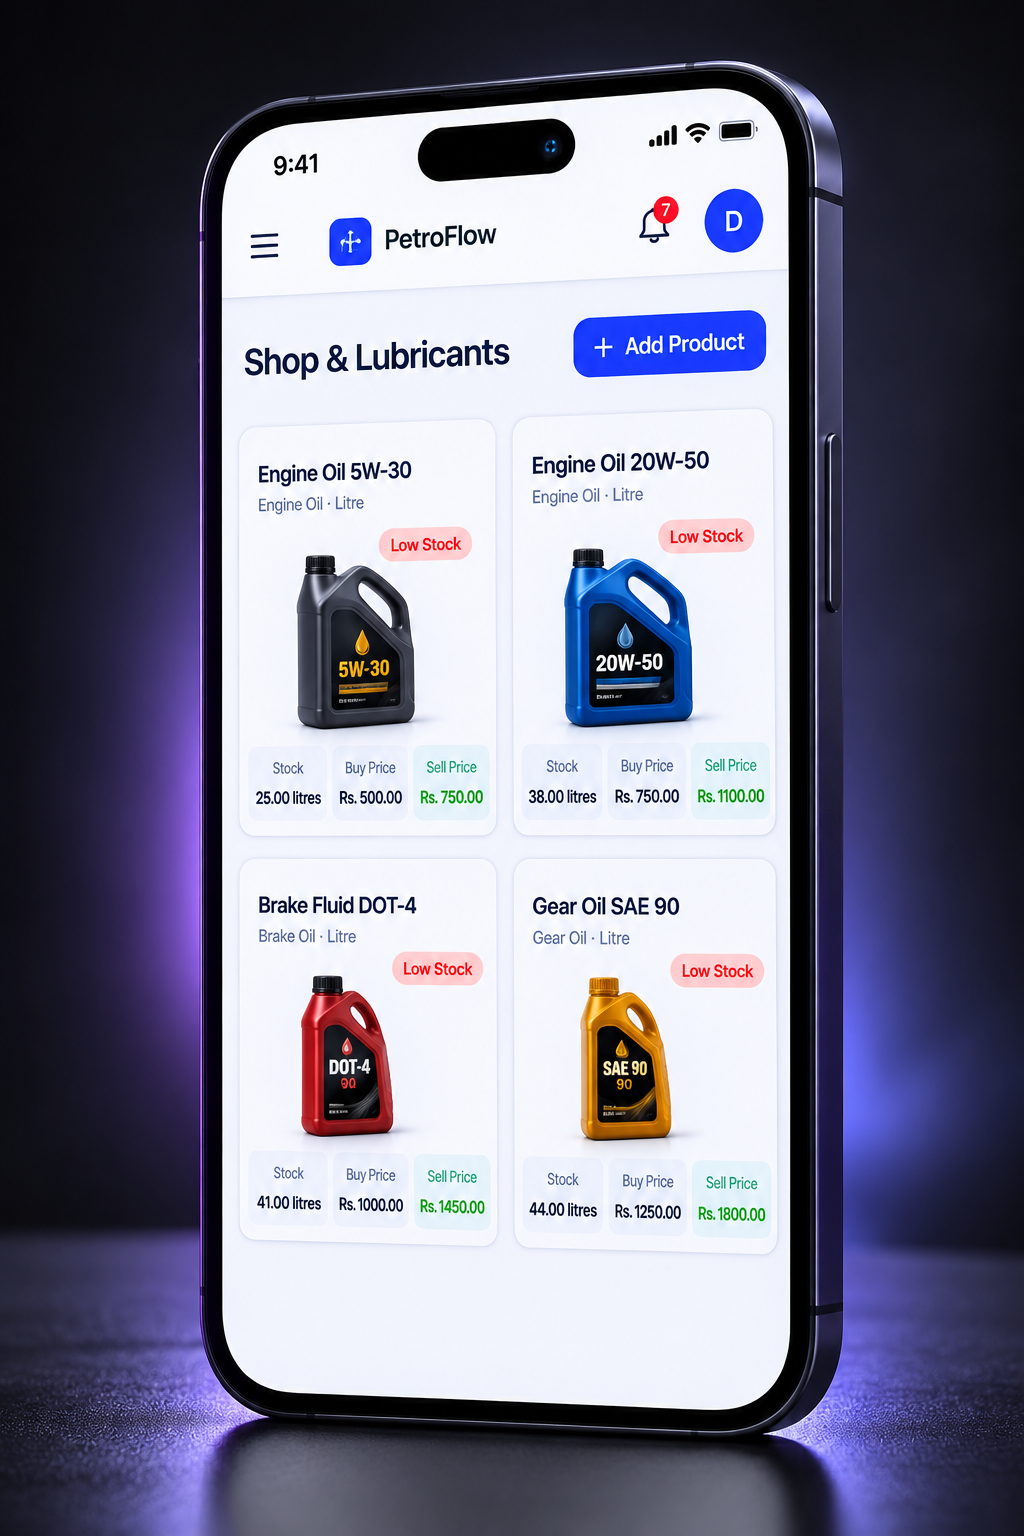 9:41
7
D
PetroFlow
Shop & Lubricants
+ Add Product
Engine Oil 5W-30
Engine Oil · Litre
Low Stock
5W-30
Stock
Buy Price
Sell Price
25.00 litres
Rs. 500.00
Rs. 750.00
Engine Oil 20W-50
Engine Oil · Litre
Low Stock
20W-50
Stock
Buy Price
Sell Price
38.00 litres
Rs. 750.00
Rs. 1100.00
Brake Fluid DOT-4
Brake Oil · Litre
Low Stock
DOT-4
90
Stock
Buy Price
Sell Price
41.00 litres
Rs. 1000.00
Rs. 1450.00
Gear Oil SAE 90
Gear Oil · Litre
Low Stock
SAE 90
90
Stock
Buy Price
Sell Price
44.00 litres
Rs. 1250.00
Rs. 1800.00